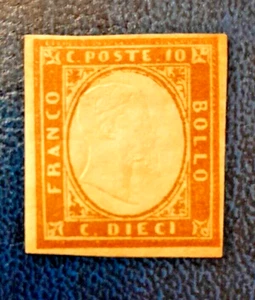 C. POSTE. 10
FRANCO
BOLLO
C. DIECI